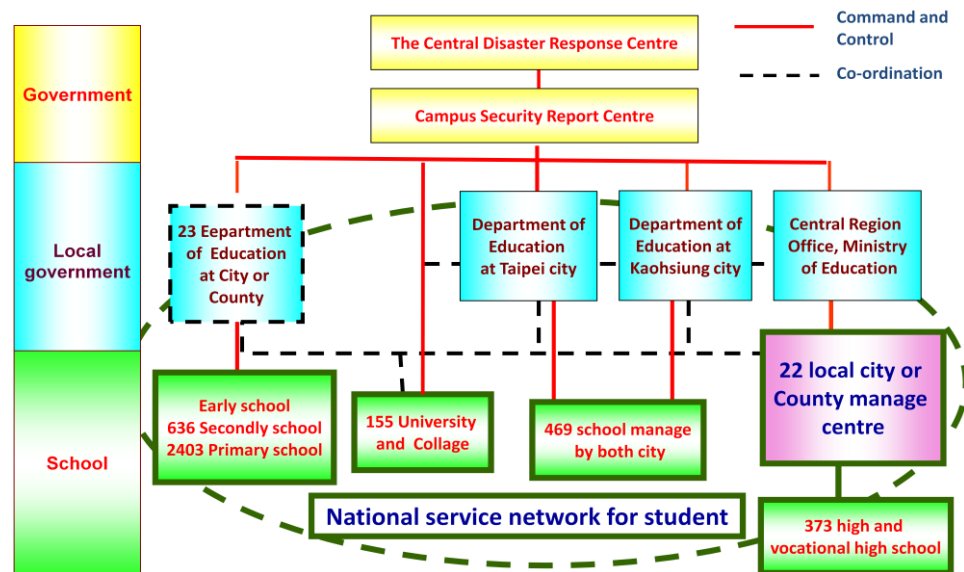 The Central Disaster Response Centre
Command and
Control
Co-ordination
Government
Campus Security Report Centre
Local
government
23 Eepartment
of Education
at City or
County
Department of
Education
at Taipei city
Department of
Education at
Kaohsiung city
Central Region
Office, Ministry
of Education
School
Early school
636 Secondly school
2403 Primary school
155 University
and Collage
469 school manage
by both city
22 local city or
County manage
centre
National service network for student
373 high and
vocational high school